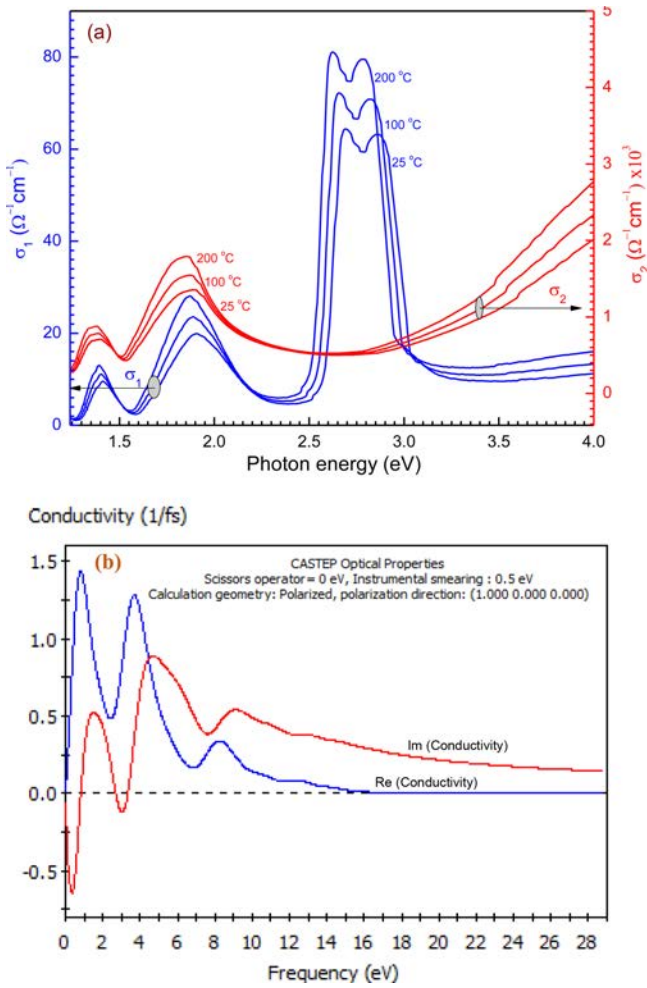 (a)
80
60
40
20
0
σ₁ (Ω⁻¹ cm⁻¹)
200 °C
100 °C
25 °C
200 °C
100 °C
25 °C
σ₁
σ₂
5
4
3
2
1
0
σ₂ (Ω⁻¹ cm⁻¹) x10³
1.5 2.0 2.5 3.0 3.5 4.0
Photon energy (eV)
Conductivity (1/fs)
(b)
CASTEP Optical Properties
Scissors operator= 0 eV, Instrumental smearing : 0.5 eV
Calculation geometry: Polarized, polarization direction: (1.000 0.000 0.000)
1.5
1.0
0.5
0.0
-0.5
Im (Conductivity)
Re (Conductivity)
0 2 4 6 8 10 12 14 16 18 20 22 24 26 28
Frequency (eV)